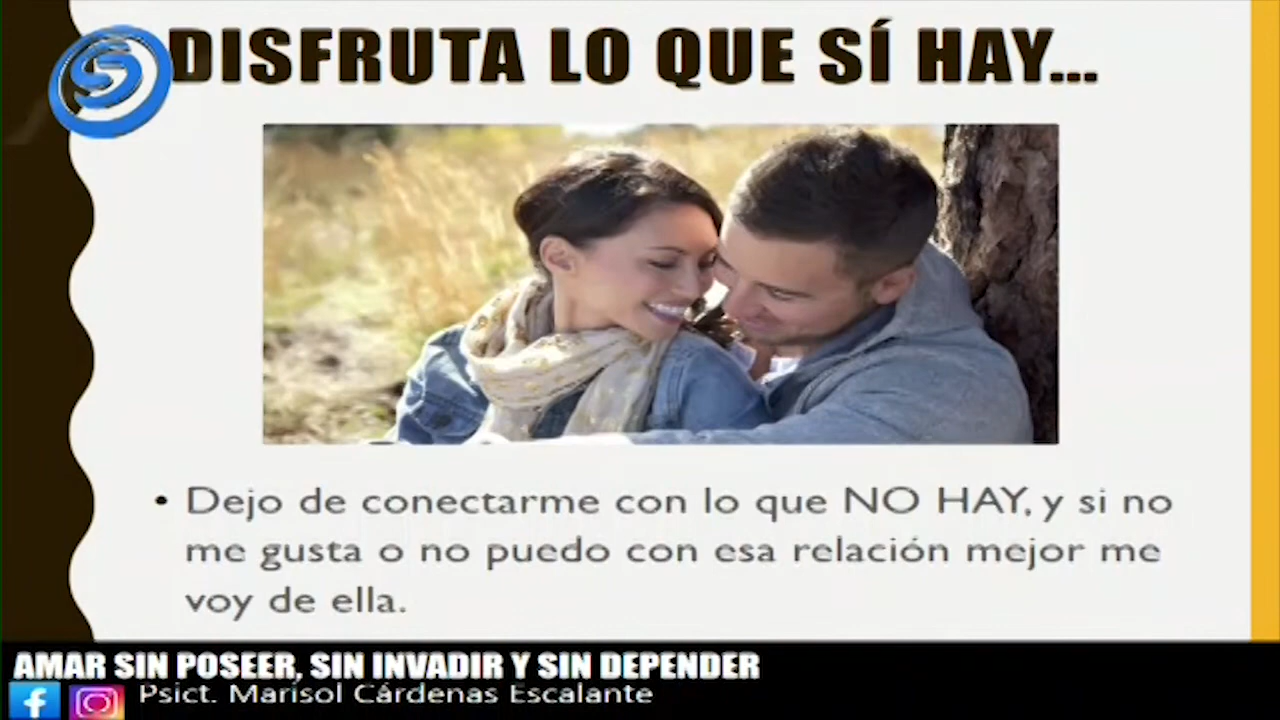 DISFRUTA LO QUE SÍ HAY...
• Dejo de conectarme con lo que NO HAY, y si no
me gusta o no puedo con esa relación mejor me
voy de ella.
AMAR SIN POSEER, SIN INVADIR Y SIN DEPENDER
Psict. Marisol Cárdenas Escalante